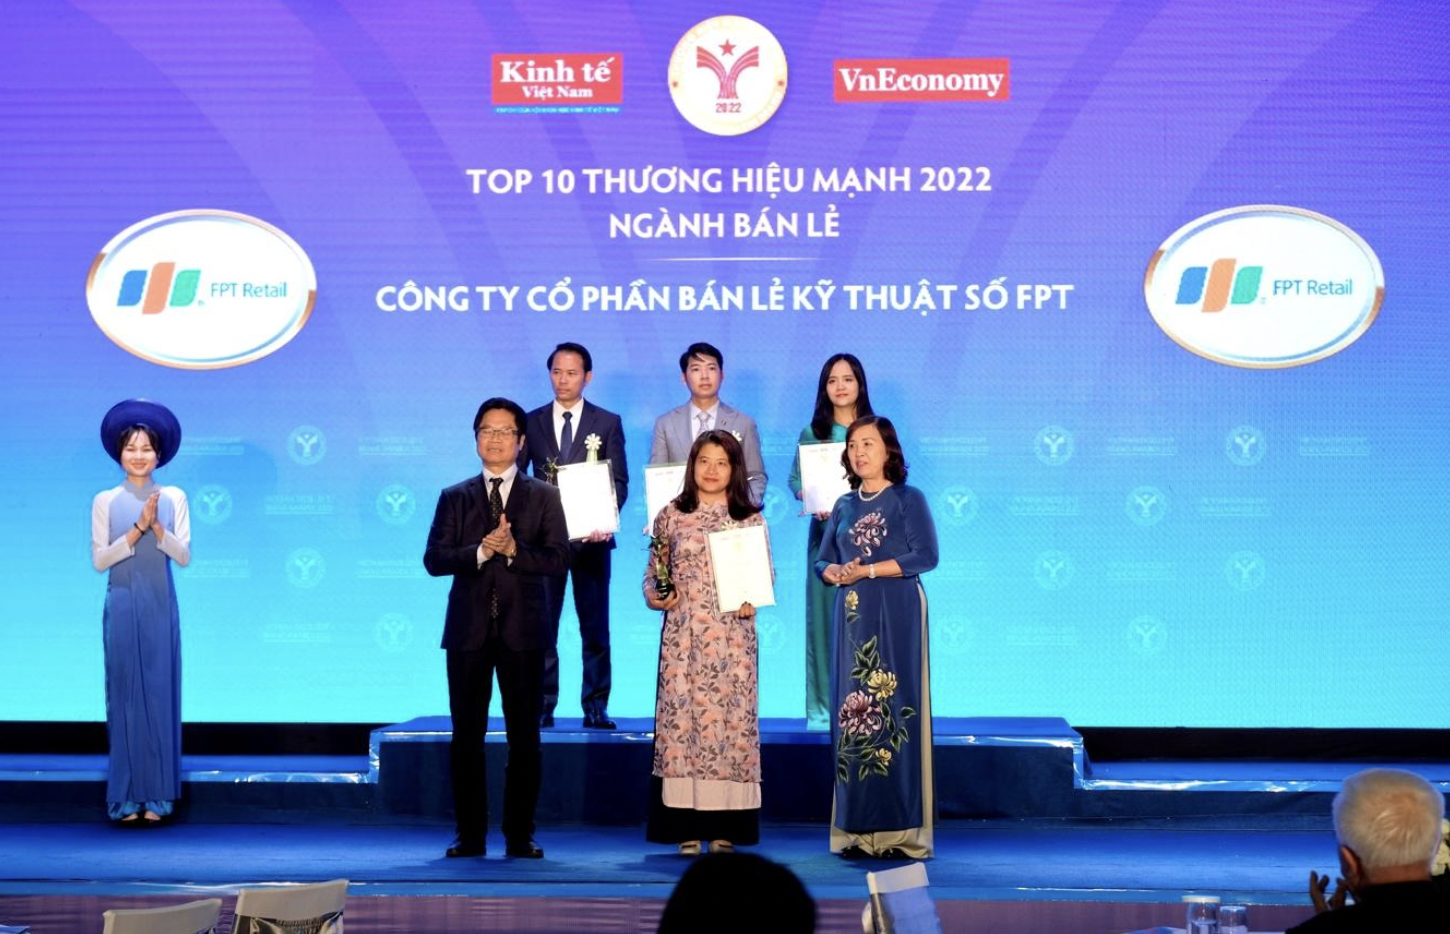 Kinh tế
Việt Nam
2022
VnEconomy
TOP 10 THƯƠNG HIỆU MẠNH 2022
NGÀNH BÁN LẺ
CÔNG TY CỔ PHẦN BÁN LẺ KỸ THUẬT SỐ FPT
FPT Retail
FPT Retail